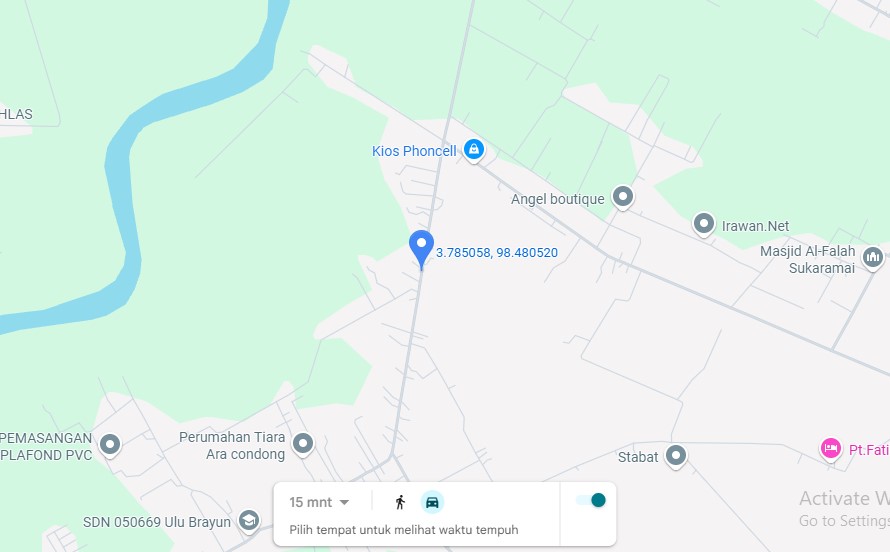 HLAS
Kios Phoncell
Angel boutique
Irawan.Net
3.785058, 98.480520
Masjid Al-Falah
Sukaramai
PEMASANGAN
PLAFOND PVC
Perumahan Tiara
Ara condong
Stabat
Pt.Fati
15 mnt
Activate W
SDN 050669 Ulu Brayun
Go to Settings
Pilih tempat untuk melihat waktu tempuh